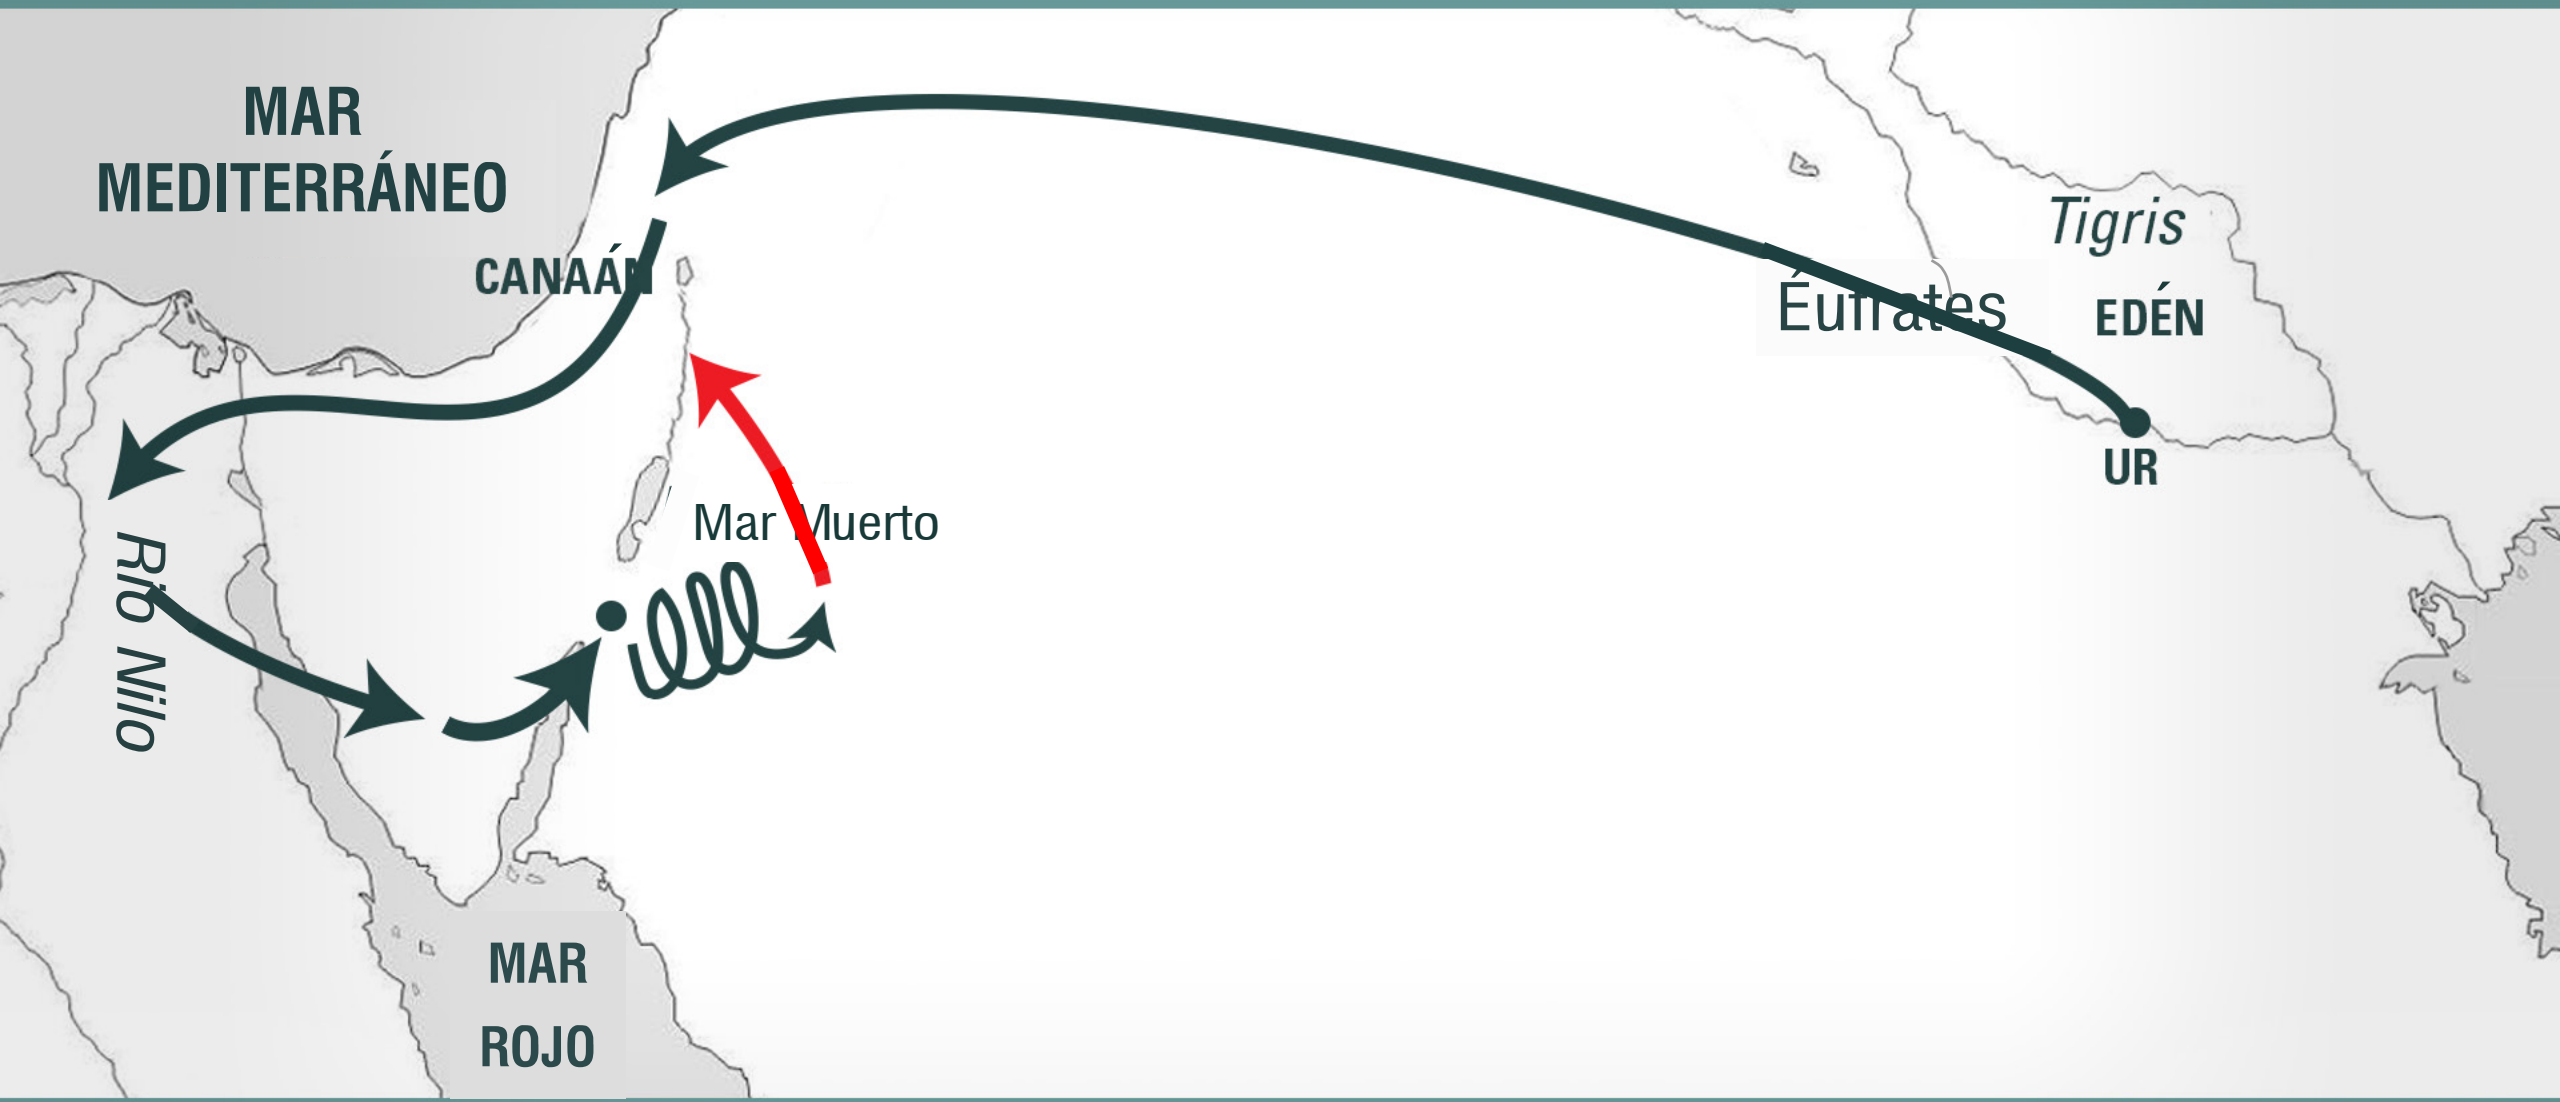 MAR
MEDITERRÁNEO
CANAÁN
Tigris
Éufrates
EDÉN
UR
Mar Muerto
Río Nilo
MAR
ROJO